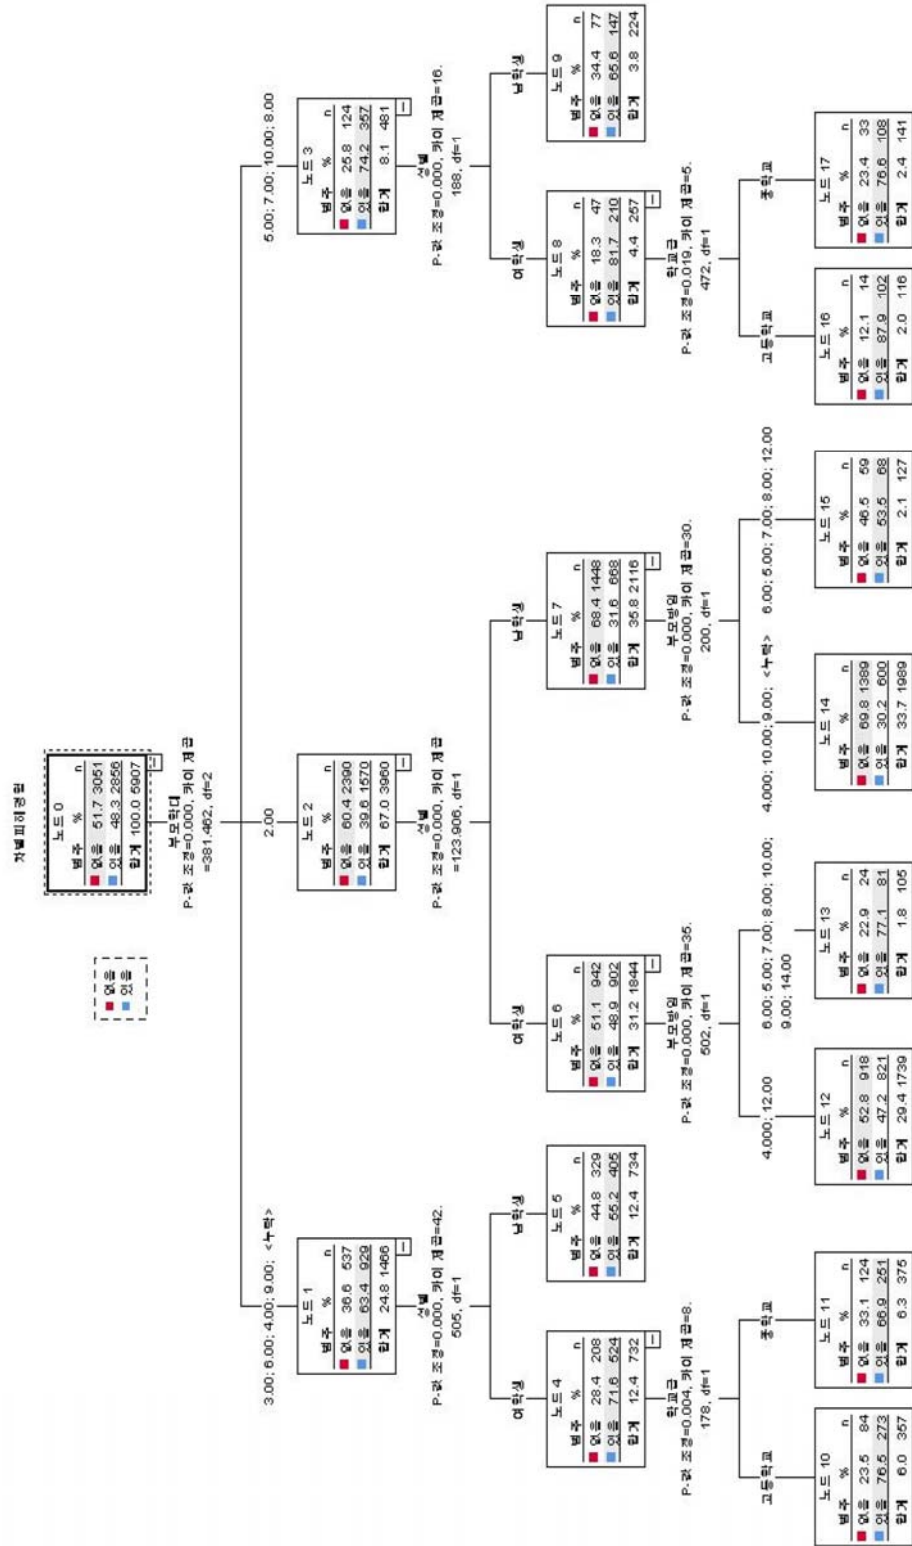 차별피해경험
없음
있음
노드 0
범주 % n
없음 51.7 3051
있음 48.3 2856
합계 100.0 5907
부모학대
P-값 조정=0.000, 카이 제곱
=381.462, df=2
3.00; 6.00; 4.00; 9.00; <누락>
2.00
5.00; 7.00; 10.00; 8.00
노드 1
범주 % n
없음 36.6 537
있음 63.4 929
합계 24.8 1466
성별
P-값 조정=0.000, 카이 제곱=42.
505, df=1
노드 2
범주 % n
없음 60.4 2390
있음 39.6 1570
합계 67.0 3960
성별
P-값 조정=0.000, 카이 제곱
=123.906, df=1
노드 3
범주 % n
없음 25.8 124
있음 74.2 357
합계 8.1 481
성별
P-값 조정=0.000, 카이 제곱=16.
188, df=1
여학생
남학생
여학생
남학생
여학생
남학생
노드 4
범주 % n
없음 28.4 208
있음 71.6 524
합계 12.4 732
학교급
P-값 조정=0.004, 카이 제곱=8.
178, df=1
노드 5
범주 % n
없음 44.8 329
있음 55.2 405
합계 12.4 734
노드 6
범주 % n
없음 51.1 942
있음 48.9 902
합계 31.2 1844
부모방임
P-값 조정=0.000, 카이 제곱=35.
502, df=1
노드 7
범주 % n
없음 68.4 1448
있음 31.6 668
합계 35.8 2116
부모방임
P-값 조정=0.000, 카이 제곱=30.
200, df=1
노드 8
범주 % n
없음 18.3 47
있음 81.7 210
합계 4.4 257
학교급
P-값 조정=0.019, 카이 제곱=5.
472, df=1
노드 9
범주 % n
없음 34.4 77
있음 65.6 147
합계 3.8 224
고등학교
중학교
4.000; 12.00
6.00; 5.00; 7.00; 8.00; 10.00;
9.00; 14.00
4.000; 10.00; 9.00; <누락>
6.00; 5.00; 7.00; 8.00; 12.00
고등학교
중학교
노드 10
범주 % n
없음 23.5 84
있음 76.5 273
합계 6.0 357
노드 11
범주 % n
없음 33.1 124
있음 66.9 251
합계 6.3 375
노드 12
범주 % n
없음 52.8 918
있음 47.2 821
합계 29.4 1739
노드 13
범주 % n
없음 22.9 24
있음 77.1 81
합계 1.8 105
노드 14
범주 % n
없음 69.8 1389
있음 30.2 600
합계 33.7 1989
노드 15
범주 % n
없음 46.5 59
있음 53.5 68
합계 2.1 127
노드 16
범주 % n
없음 12.1 14
있음 87.9 102
합계 2.0 116
노드 17
범주 % n
없음 23.4 33
있음 76.6 108
합계 2.4 141